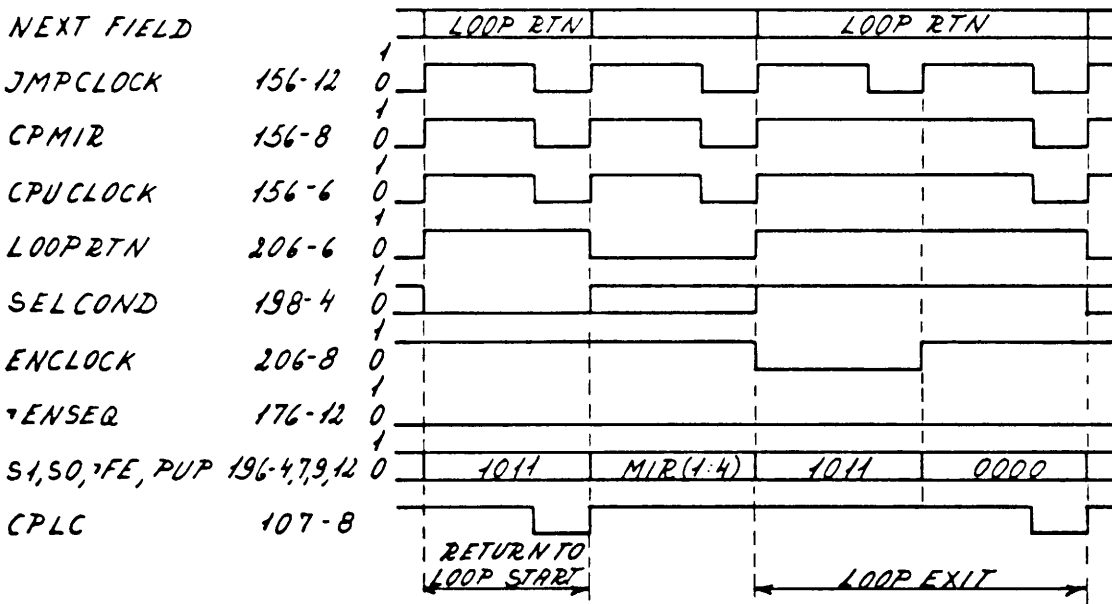 NEXT FIELD LOOP RTN LOOP RTN
JMPCLOCK 156-12 1 0
CPMIR 156-8 1 0
CPUCLOCK 156-6 1 0
LOOPRTN 206-6 1 0
SELCOND 198-4 1 0
ENCLOCK 206-8 1 0
¬ENSEQ 176-12 1 0
S1,S0,¬FE,PUP 196-4,7,9,12 1 0 1011 MIR(1:4) 1011 0000
CPLC 107-8
RETURN TO
LOOP START LOOP EXIT